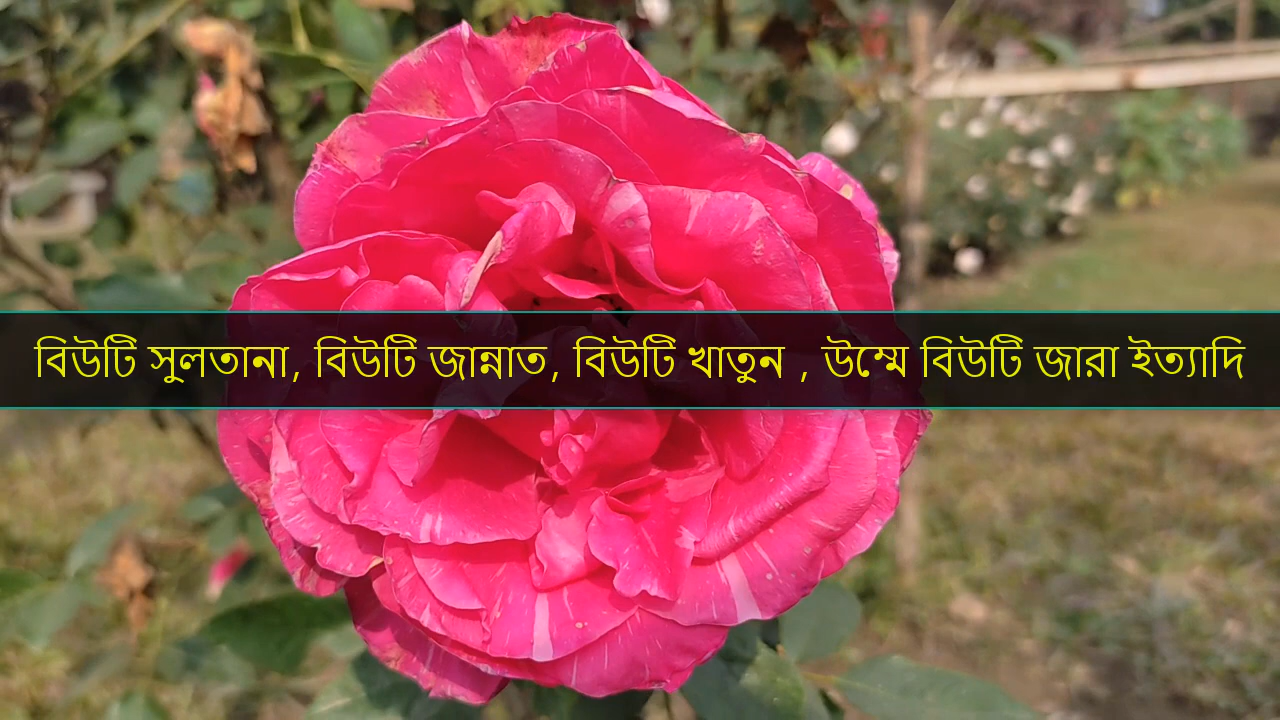 বিউটি সুলতানা, বিউটি জান্নাত, বিউটি খাতুন , উম্মে বিউটি জারা ইত্যাদি